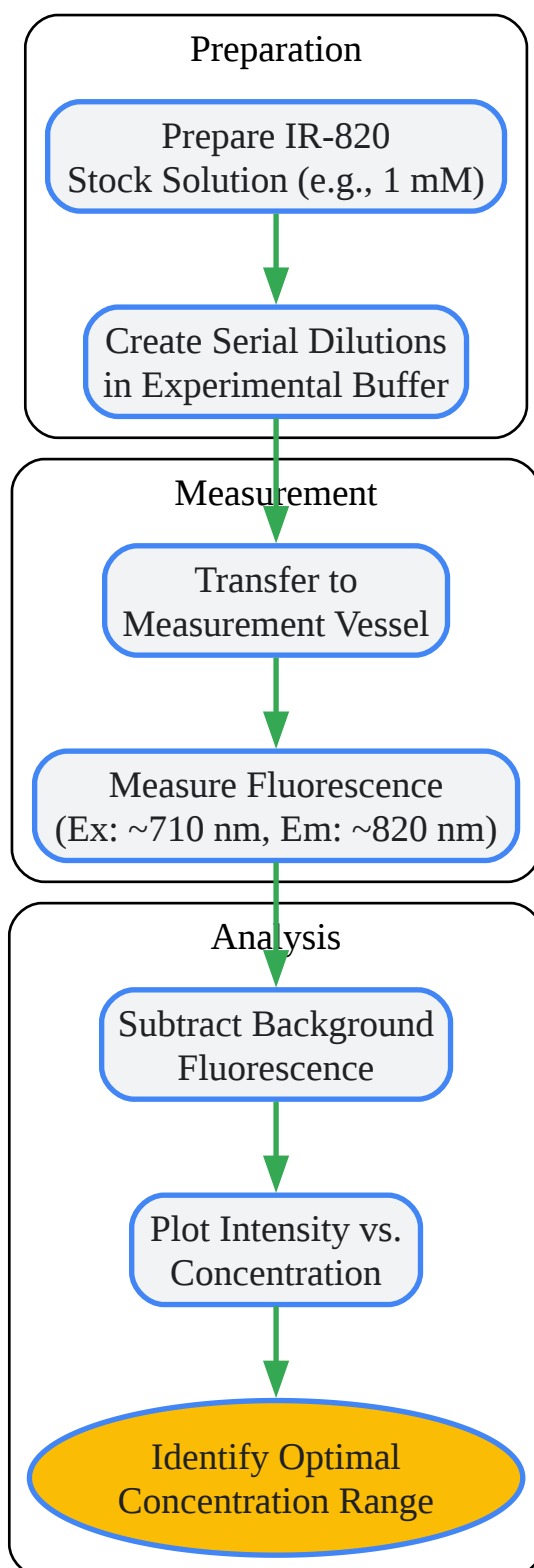 Preparation
Prepare IR-820
Stock Solution (e.g., 1 mM)
Create Serial Dilutions
in Experimental Buffer
Measurement
Transfer to
Measurement Vessel
Measure Fluorescence
(Ex: ~710 nm, Em: ~820 nm)
Analysis
Subtract Background
Fluorescence
Plot Intensity vs.
Concentration
Identify Optimal
Concentration Range